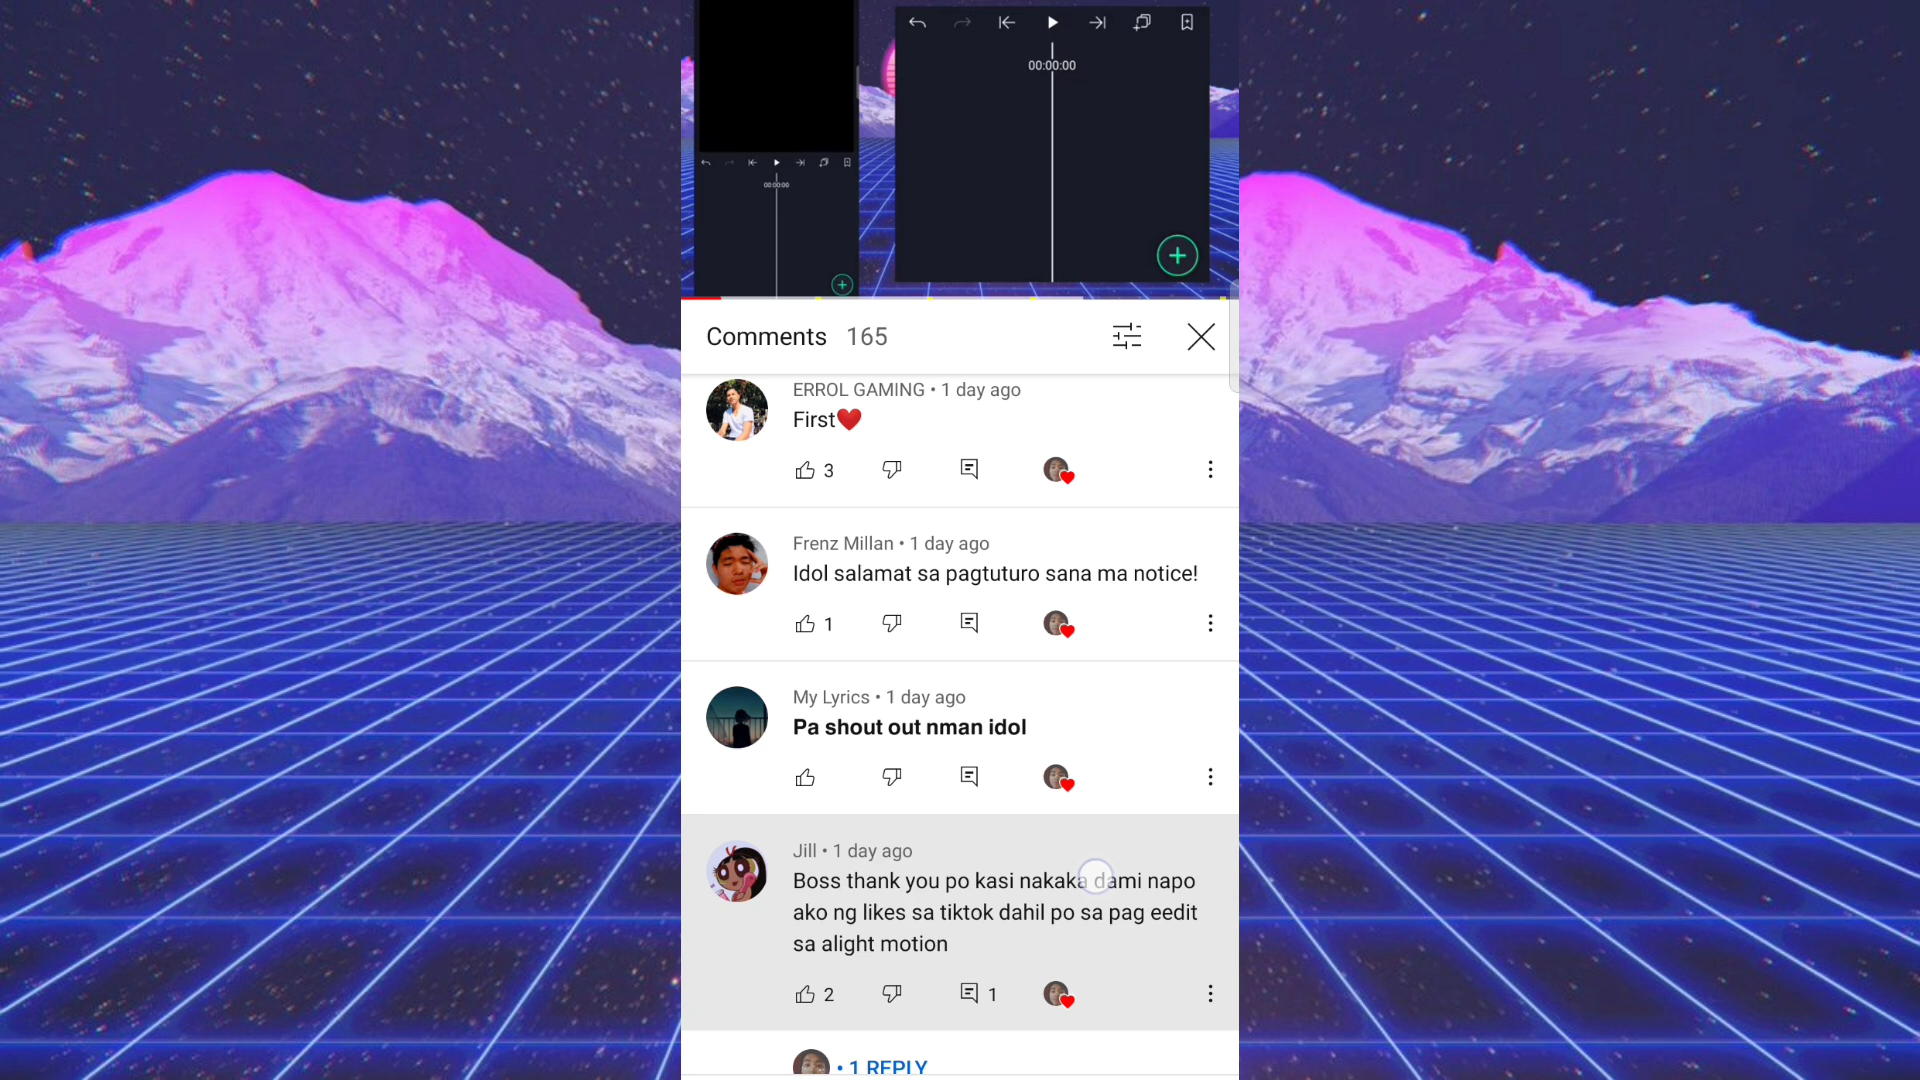 00:00:00
00:00:00
Comments 165
ERROL GAMING • 1 day ago
First❤️
3
Frenz Millan • 1 day ago
Idol salamat sa pagtuturo sana ma notice!
1
My Lyrics • 1 day ago
Pa shout out nman idol
Jill • 1 day ago
Boss thank you po kasi nakaka dami napo
ako ng likes sa tiktok dahil po sa pag eedit
sa alight motion
2 1
• 1 REPLY